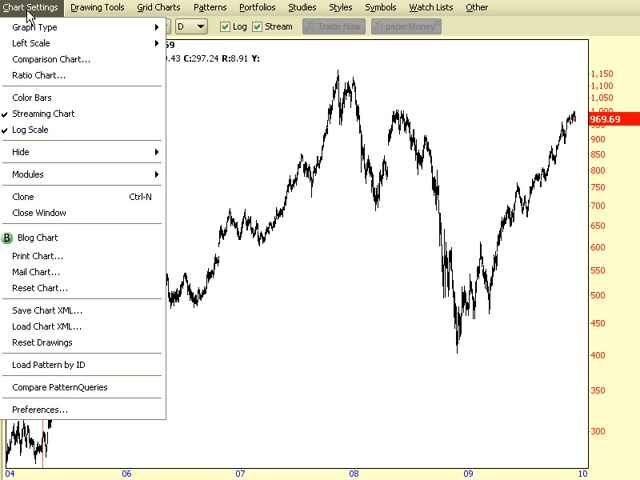 Chart Settings Drawing Tools Grid Charts Patterns Portfolios Studies Styles Symbols Watch Lists Other
D Log Stream Trade Now paperMoney
Graph Type
Left Scale
Comparison Chart...
Ratio Chart...
Color Bars
Streaming Chart
Log Scale
Hide
Modules
Clone Ctrl-N
Close Window
B Blog Chart
Print Chart...
Mail Chart...
Reset Chart...
Save Chart XML...
Load Chart XML...
Reset Drawings
Load Pattern by ID
Compare PatternQueries
Preferences...
69
.43 C:297.24 R:8.91 Y:
1,150
1,100
1,050
1,000
969.69
900
850
800
750
700
650
600
550
500
450
400
350
300
04 06 07 08 09 10